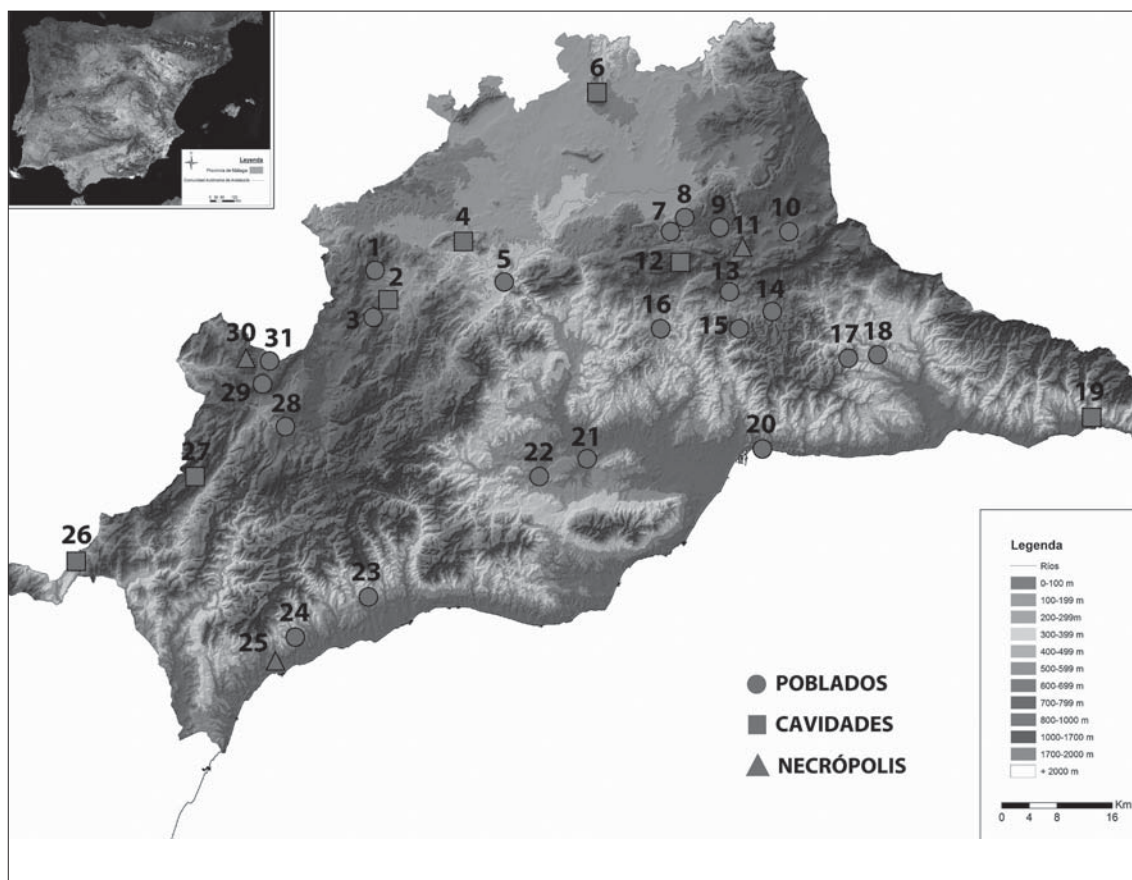 Leyenda
Provincia de Málaga
Comunidad Autónoma de Andalucía
6
4
8
7
9
10
11
12
1
2
5
13
3
14
16
15
17
18
30
31
29
28
19
20
27
21
22
26
23
24
25
POBLADOS
CAVIDADES
NECRÓPOLIS
Legenda
Ríos
0-100 m
100-199 m
200-299m
300-399 m
400-499 m
500-599 m
600-699 m
700-799 m
800-1000 m
1000-1700 m
1700-2000 m
+ 2000 m
Km
0 4 8 16